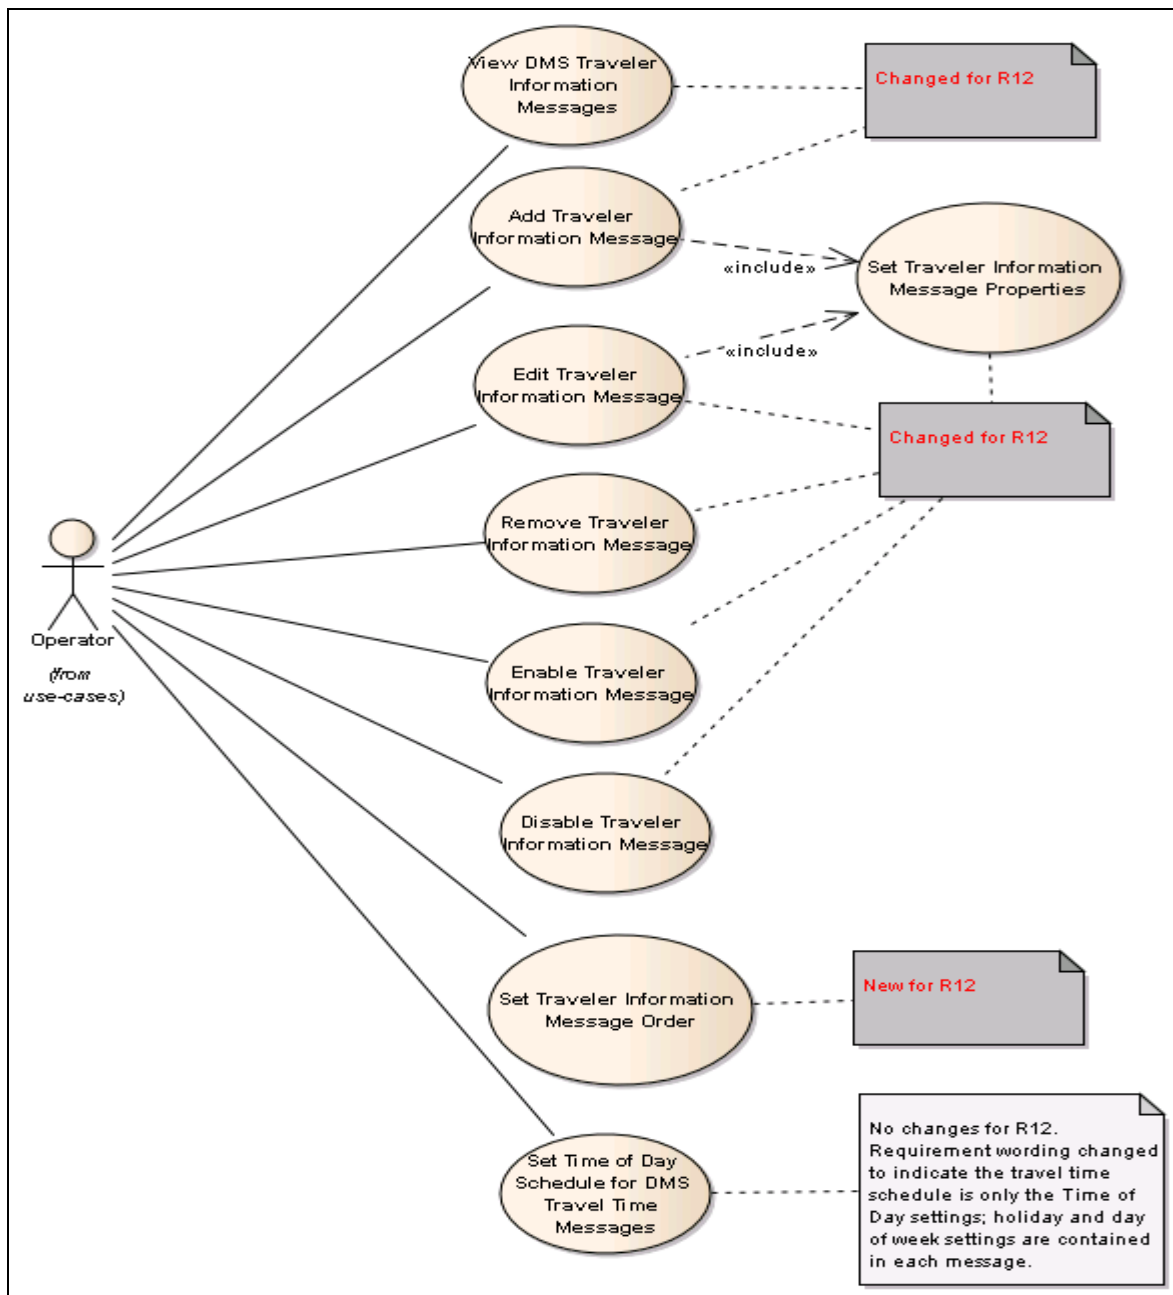 View DMS Traveler
Information
Messages
Changed for R12
Add Traveler
Information Message
«include»
Set Traveler Information
Message Properties
«include»
Edit Traveler
Information Message
Changed for R12
Remove Traveler
Information Message
Operator
(from
use-cases)
Enable Traveler
Information Message
Disable Traveler
Information Message
Set Traveler Information
Message Order
New for R12
Set Time of Day
Schedule for DMS
Travel Time
Messages
No changes for R12.
Requirement wording changed
to indicate the travel time
schedule is only the Time of
Day settings; holiday and day
of week settings are contained
in each message.